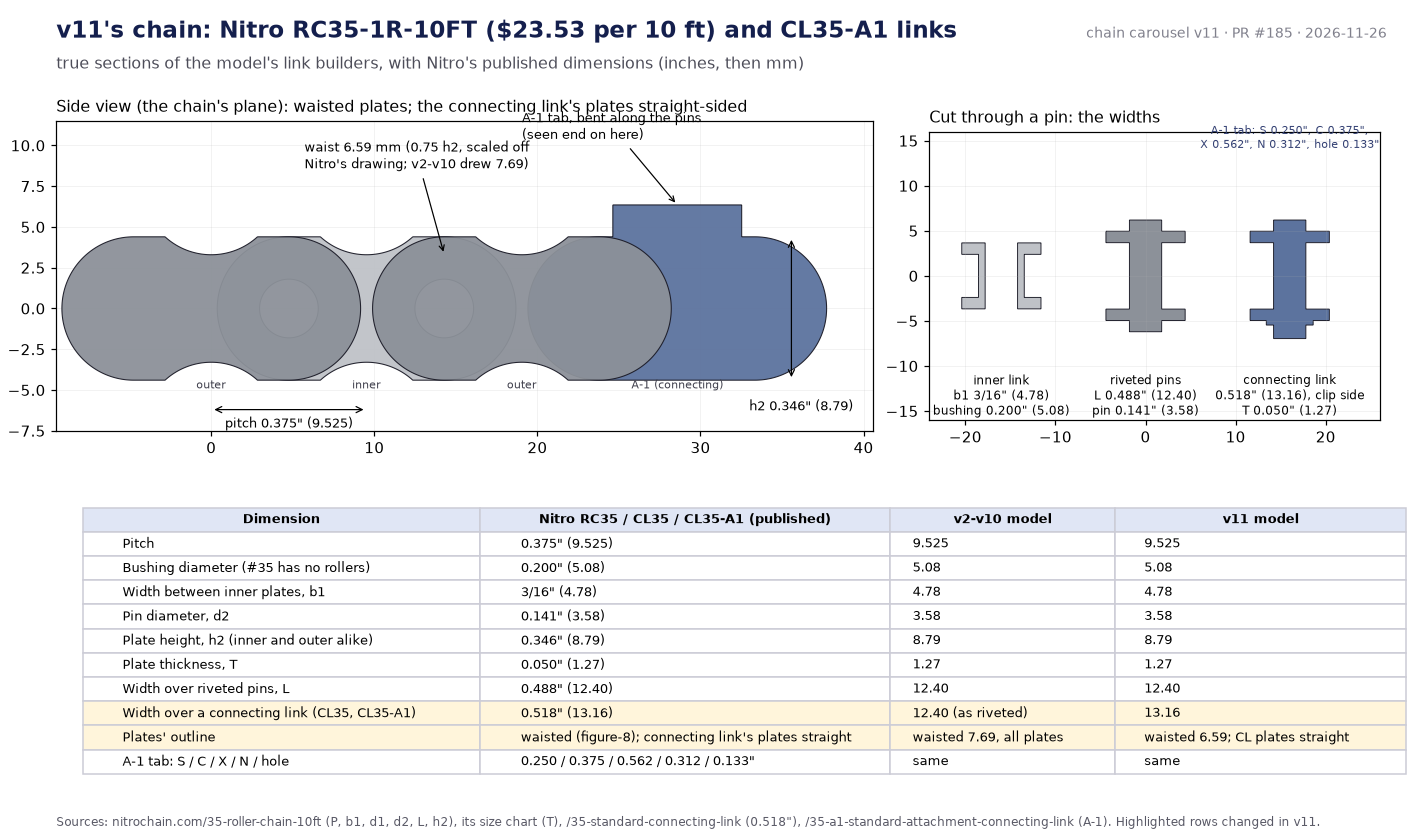 v11's chain: Nitro RC35-1R-10FT ($23.53 per 10 ft) and CL35-A1 links
chain carousel v11 · PR #185 · 2026-11-26
true sections of the model's link builders, with Nitro's published dimensions (inches, then mm)
Side view (the chain's plane): waisted plates; the connecting link's plates straight-sided
A-1 tab, bent along the pins
(seen end on here)
waist 6.59 mm (0.75 h2, scaled off
Nitro's drawing; v2-v10 drew 7.69)
10.0
7.5
5.0
2.5
0.0
−2.5
−5.0
−7.5
outer
inner
outer
A-1 (connecting)
h2 0.346" (8.79)
pitch 0.375" (9.525)
0
10
20
30
40
Cut through a pin: the widths
A-1 tab: S 0.250", C 0.375",
X 0.562", N 0.312", hole 0.133"
15
10
5
0
−5
−10
−15
inner link
b1 3/16" (4.78)
bushing 0.200" (5.08)
riveted pins
L 0.488" (12.40)
pin 0.141" (3.58)
connecting link
0.518" (13.16), clip side
T 0.050" (1.27)
−20
−10
0
10
20
Dimension Nitro RC35 / CL35 / CL35-A1 (published) v2-v10 model v11 model
Pitch 0.375" (9.525) 9.525 9.525
Bushing diameter (#35 has no rollers) 0.200" (5.08) 5.08 5.08
Width between inner plates, b1 3/16" (4.78) 4.78 4.78
Pin diameter, d2 0.141" (3.58) 3.58 3.58
Plate height, h2 (inner and outer alike) 0.346" (8.79) 8.79 8.79
Plate thickness, T 0.050" (1.27) 1.27 1.27
Width over riveted pins, L 0.488" (12.40) 12.40 12.40
Width over a connecting link (CL35, CL35-A1) 0.518" (13.16) 12.40 (as riveted) 13.16
Plates' outline waisted (figure-8); connecting link's plates straight waisted 7.69, all plates waisted 6.59; CL plates straight
A-1 tab: S / C / X / N / hole 0.250 / 0.375 / 0.562 / 0.312 / 0.133" same same
Sources: nitrochain.com/35-roller-chain-10ft (P, b1, d1, d2, L, h2), its size chart (T), /35-standard-connecting-link (0.518"), /35-a1-standard-attachment-connecting-link (A-1). Highlighted rows changed in v11.